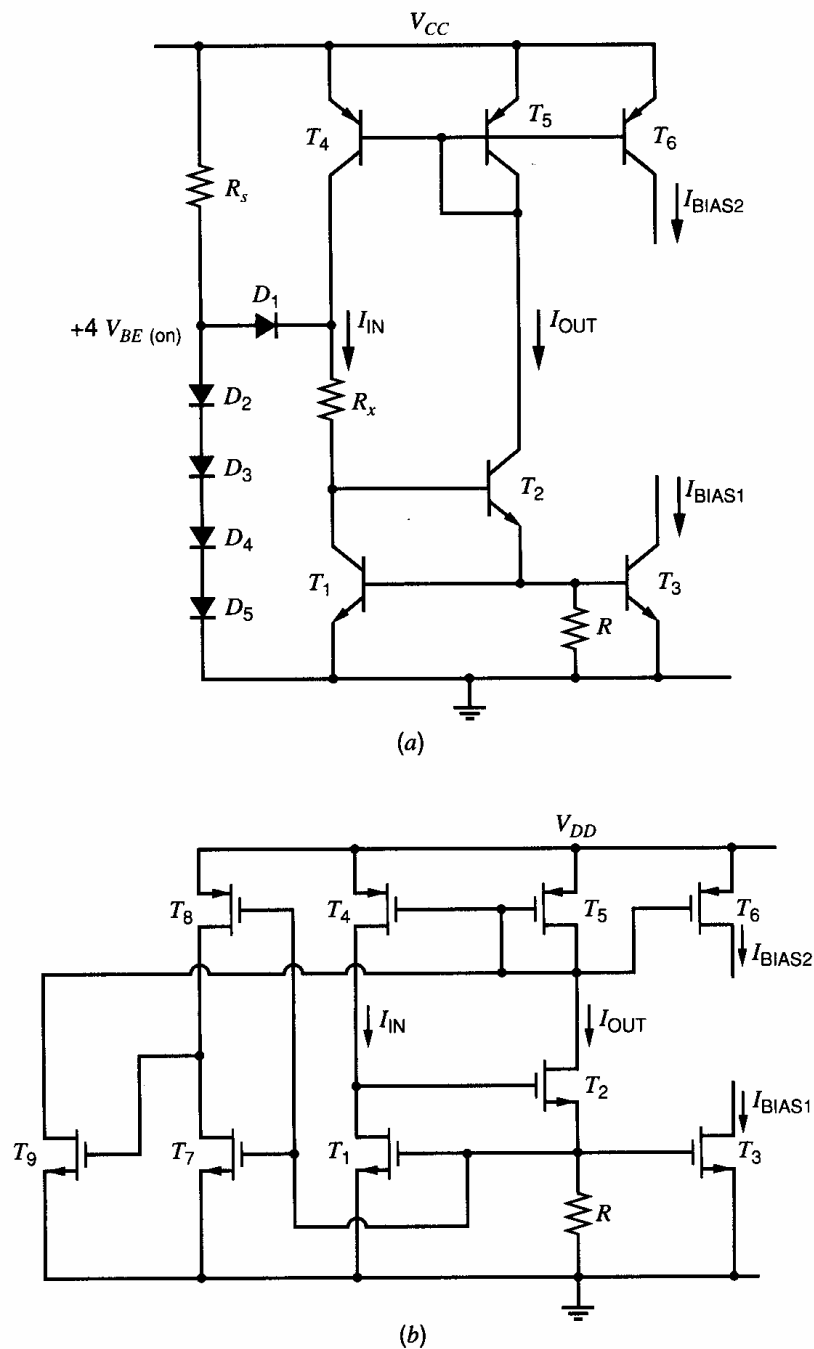 V_CC
T_4
T_5
T_6
R_s
I_BIAS2
D_1
+4 V_BE (on)
I_IN
I_OUT
D_2
R_x
D_3
T_2
I_BIAS1
D_4
T_1
T_3
D_5
R
(a)
V_DD
T_8
T_4
T_5
T_6
I_BIAS2
I_IN
I_OUT
T_2
I_BIAS1
T_9
T_7
T_1
T_3
R
(b)